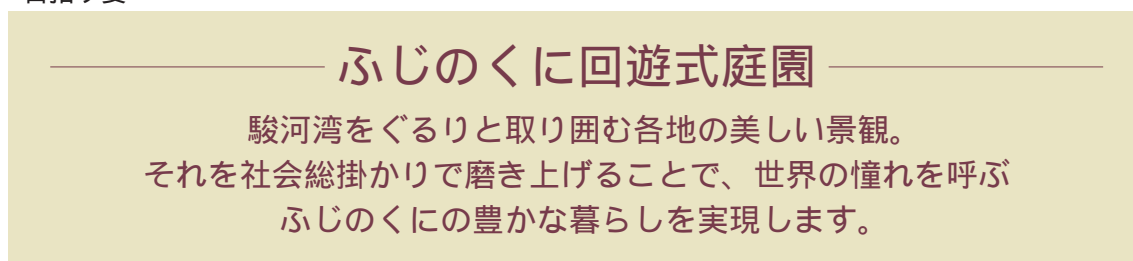 ふじのくに回遊式庭園
駿河湾をぐるりと取り囲む各地の美しい景観。
それを社会総掛かりで磨き上げることで、世界の憧れを呼ぶ
ふじのくにの豊かな暮らしを実現します。